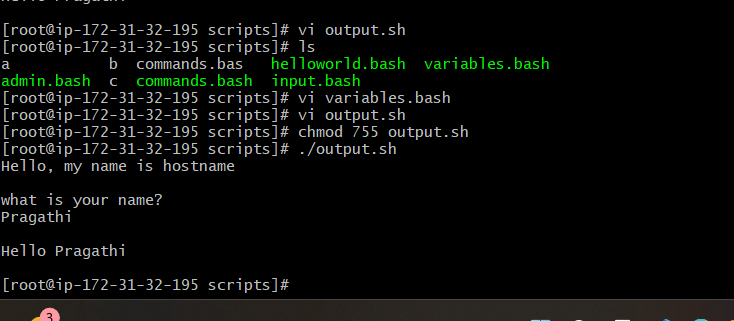 [root@ip-172-31-32-195 scripts]# vi output.sh
[root@ip-172-31-32-195 scripts]# ls
a           b  commands.bas   helloworld.bash  variables.bash
admin.bash  c  commands.bash  input.bash
[root@ip-172-31-32-195 scripts]# vi variables.bash
[root@ip-172-31-32-195 scripts]# vi output.sh
[root@ip-172-31-32-195 scripts]# chmod 755 output.sh
[root@ip-172-31-32-195 scripts]# ./output.sh
Hello, my name is hostname
what is your name?
Pragathi
Hello Pragathi
[root@ip-172-31-32-195 scripts]#
3